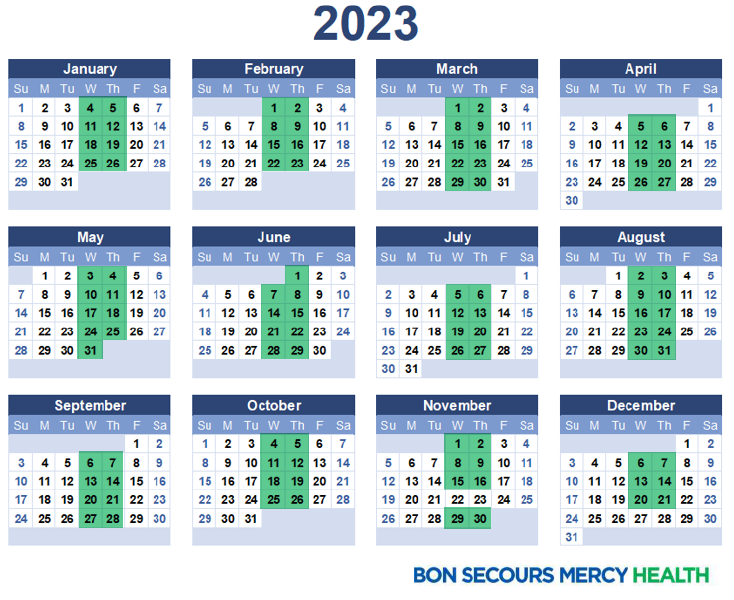 2023
January February March April
Su M Tu W Th F Sa Su M Tu W Th F Sa Su M Tu W Th F Sa Su M Tu W Th F Sa
1 2 3 4 5 6 7 1 2 3 4 1 2 3 4 1
8 9 10 11 12 13 14 5 6 7 8 9 10 11 5 6 7 8 9 10 11 2 3 4 5 6 7 8
15 16 17 18 19 20 21 12 13 14 15 16 17 18 12 13 14 15 16 17 18 9 10 11 12 13 14 15
22 23 24 25 26 27 28 19 20 21 22 23 24 25 19 20 21 22 23 24 25 16 17 18 19 20 21 22
29 30 31 26 27 28 26 27 28 29 30 31 23 24 25 26 27 28 29
30
May June July August
Su M Tu W Th F Sa Su M Tu W Th F Sa Su M Tu W Th F Sa Su M Tu W Th F Sa
1 2 3 4 5 6 1 2 3 1 1 2 3 4 5
7 8 9 10 11 12 13 4 5 6 7 8 9 10 2 3 4 5 6 7 8 6 7 8 9 10 11 12
14 15 16 17 18 19 20 11 12 13 14 15 16 17 9 10 11 12 13 14 15 13 14 15 16 17 18 19
21 22 23 24 25 26 27 18 19 20 21 22 23 24 16 17 18 19 20 21 22 20 21 22 23 24 25 26
28 29 30 31 25 26 27 28 29 30 23 24 25 26 27 28 29 27 28 29 30 31
30 31
September October November December
Su M Tu W Th F Sa Su M Tu W Th F Sa Su M Tu W Th F Sa Su M Tu W Th F Sa
1 2 1 2 3 4 5 6 7 1 2 3 4 1 2
3 4 5 6 7 8 9 8 9 10 11 12 13 14 5 6 7 8 9 10 11 3 4 5 6 7 8 9
10 11 12 13 14 15 16 15 16 17 18 19 20 21 12 13 14 15 16 17 18 10 11 12 13 14 15 16
17 18 19 20 21 22 23 22 23 24 25 26 27 28 19 20 21 22 23 24 25 17 18 19 20 21 22 23
24 25 26 27 28 29 30 29 30 31 26 27 28 29 30 24 25 26 27 28 29 30
31
BON SECOURS MERCY HEALTH